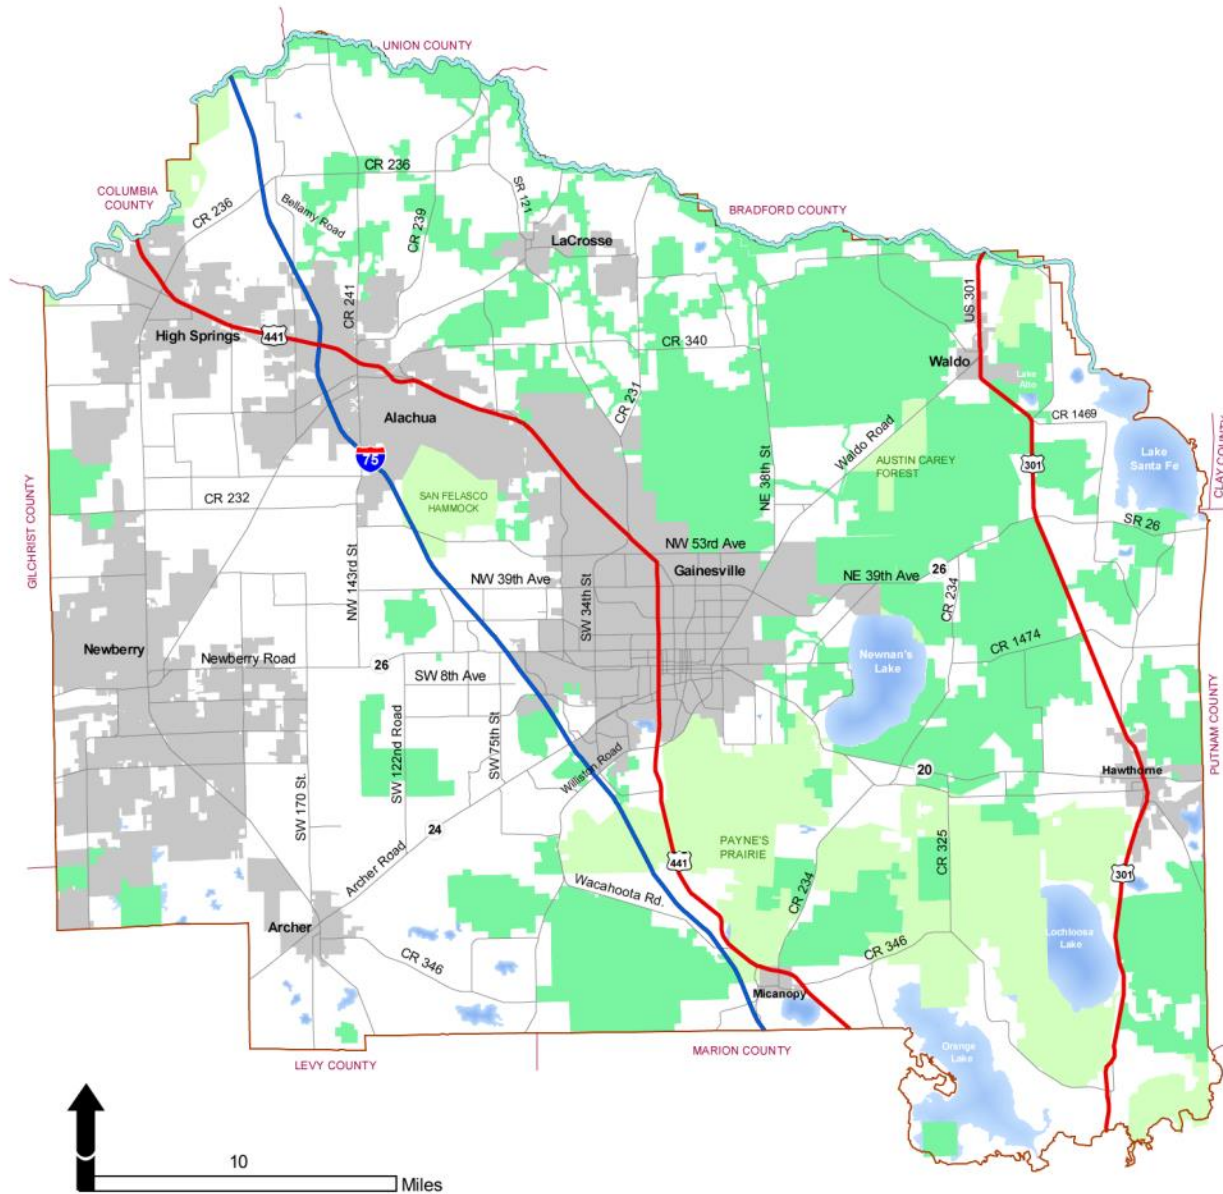 UNION COUNTY
COLUMBIA
COUNTY
CR 236
CR 236
Bellamy Road
CR 239
SR 121
LaCrosse
BRADFORD COUNTY
US 301
High Springs
441
CR 241
CR 340
Waldo
Lake
Alto
CR 231
CR 1469
Alachua
75
Waldo Road
NE 38th St
AUSTIN CAREY
FOREST
301
Lake
Santa Fe
CLAY COUNTY
GILCHRIST COUNTY
CR 232
SAN FELASCO
HAMMOCK
SR 26
NW 53rd Ave
Gainesville
NW 143rd St
NW 39th Ave
SW 34th St
NE 39th Ave
26
CR 234
CR 1474
Newberry
Newberry Road
26
SW 8th Ave
Newnan's
Lake
SW 122nd Road
SW 75th St
Williston Road
PUTNAM COUNTY
20
Hawthorne
SW 170 St.
24
Archer Road
PAYNE'S
PRAIRIE
441
CR 325
301
Wacahoota Rd.
CR 234
Archer
Lochloosa
Lake
CR 346
CR 346
Micanopy
Orange
Lake
MARION COUNTY
LEVY COUNTY
10
Miles